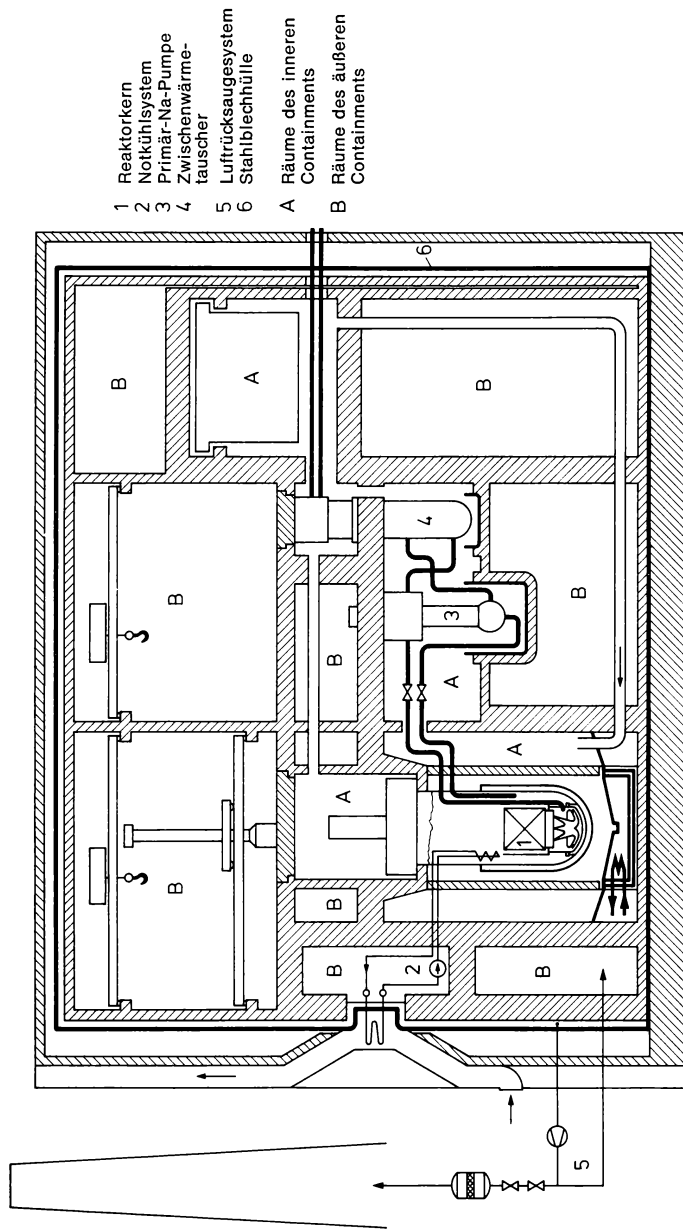 1 Reaktorkern
2 Notkühlsystem
3 Primär-Na-Pumpe
4 Zwischenwärme-
tauscher
5 Luftrücksaugesystem
6 Stahlblechhülle
A Räume des inneren
Containments
B Räume des äußeren
Containments
B
B
B
A
6
B
A
B
B
4
3
A
B
B
A
1
2
B
5